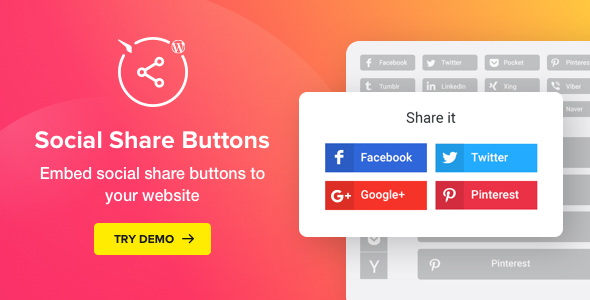 Social Share Buttons
Embed social share buttons to
your website
TRY DEMO
Facebook
Twitter
Pocket
Pinteres
Tumblr
LinkedIn
Xing
Viber
Share it
Facebook
Twitter
Google+
Pinterest
Naver
Pinterest